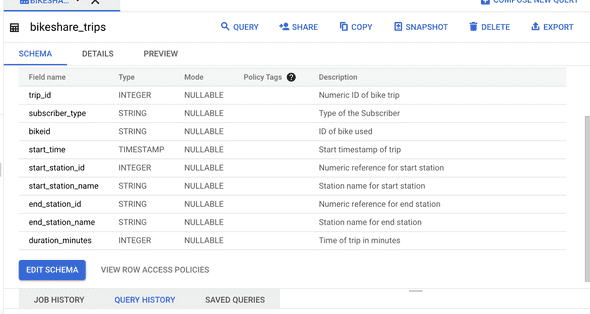 BIKESHA...
COMPOSE NEW QUERY
bikeshare_trips QUERY SHARE COPY SNAPSHOT DELETE EXPORT
SCHEMA DETAILS PREVIEW
Field name Type Mode Policy Tags ? Description
trip_id INTEGER NULLABLE Numeric ID of bike trip
subscriber_type STRING NULLABLE Type of the Subscriber
bikeid STRING NULLABLE ID of bike used
start_time TIMESTAMP NULLABLE Start timestamp of trip
start_station_id INTEGER NULLABLE Numeric reference for start station
start_station_name STRING NULLABLE Station name for start station
end_station_id STRING NULLABLE Numeric reference for end station
end_station_name STRING NULLABLE Station name for end station
duration_minutes INTEGER NULLABLE Time of trip in minutes
EDIT SCHEMA VIEW ROW ACCESS POLICIES
JOB HISTORY QUERY HISTORY SAVED QUERIES